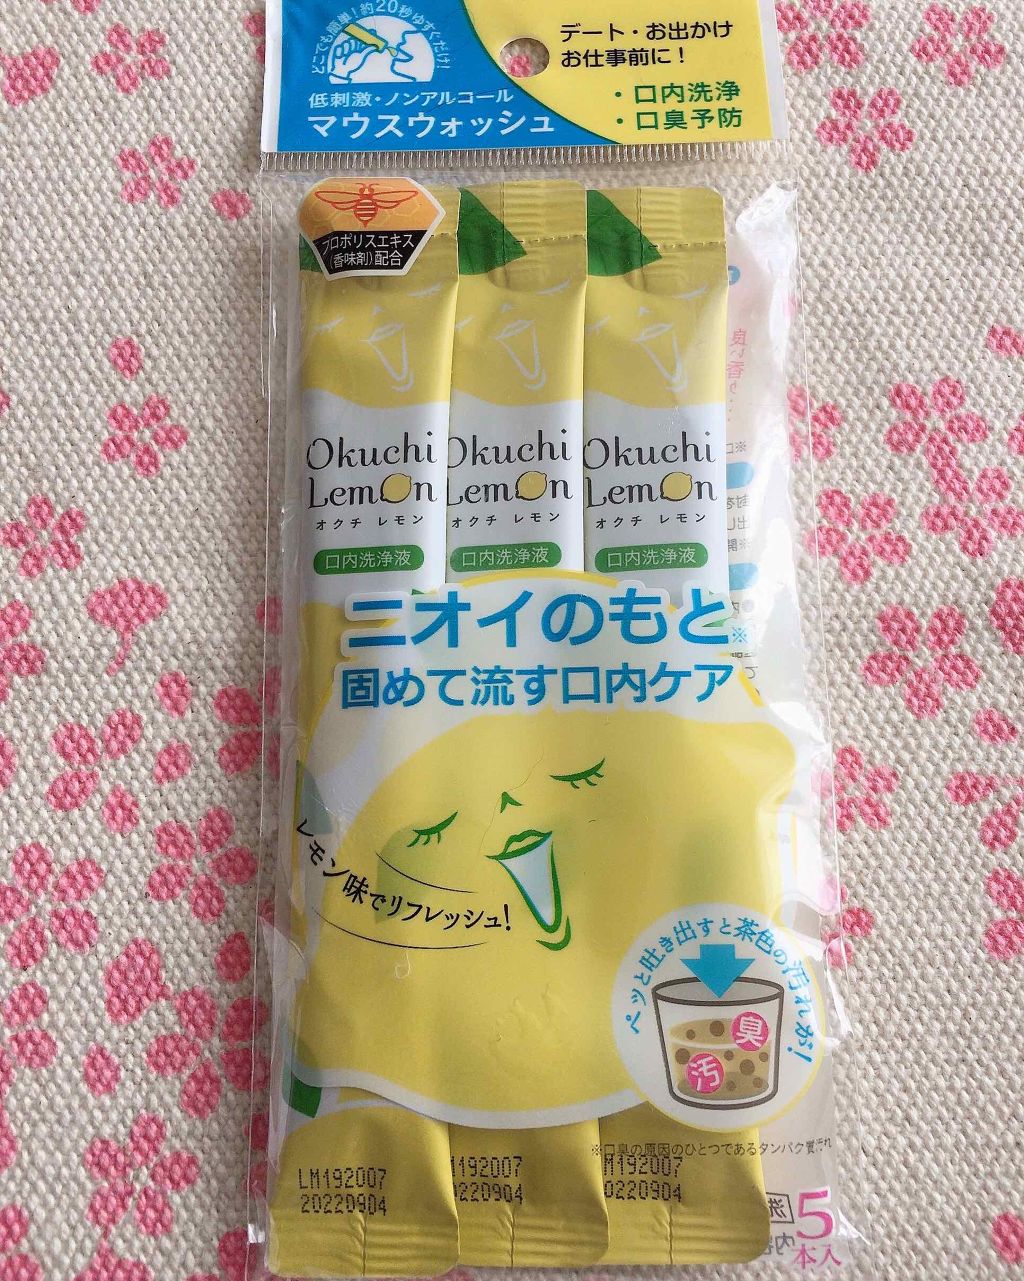 どこでも簡単!約20秒ゆすぐだけ!
デート・お出かけ
お仕事前に!
低刺激・ノンアルコール
マウスウォッシュ
・口内洗浄
・口臭予防
プロポリスエキス
(香味剤)配合
良い香り…
Okuchi
Lemon
オクチ レモン
口内洗浄液
Okuchi
Lemon
オクチ レモン
口内洗浄液
Okuchi
Lemon
オクチ レモン
口内洗浄液
ニオイのもと※
固めて流す口内ケア
レモン味でリフレッシュ!
ペッと吐き出すと茶色の汚れが!
臭
汚
※口臭の原因のひとつであるタンパク質汚れ
LM192007
20220904
M192007
0220904
M192007
0220904
5
本入